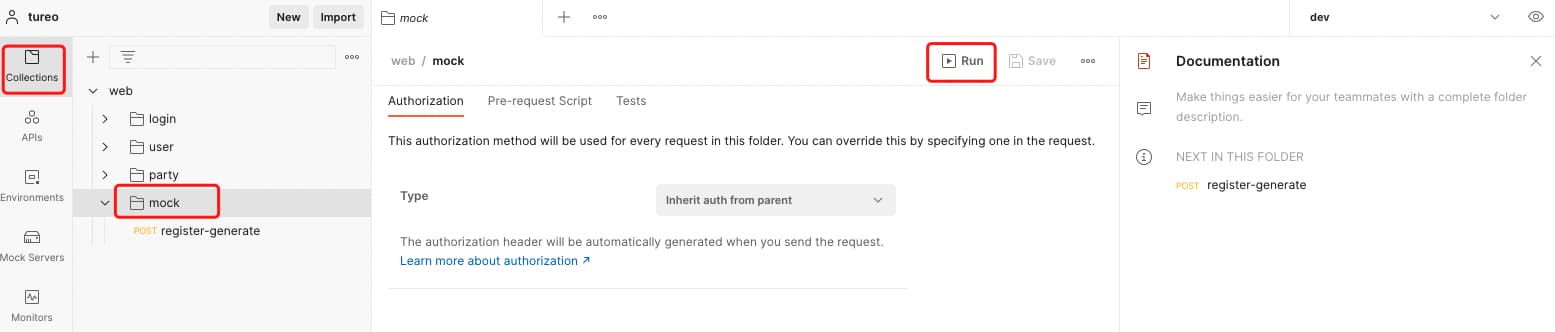 tureo
New
Import
mock
dev
Collections
APIs
Environments
Mock Servers
Monitors
web
login
user
party
mock
POST register-generate
web / mock
Run
Save
Authorization
Pre-request Script
Tests
This authorization method will be used for every request in this folder. You can override this by specifying one in the request.
Type
Inherit auth from parent
The authorization header will be automatically generated when you send the request.
Learn more about authorization ↗
Documentation
Make things easier for your teammates with a complete folder
description.
NEXT IN THIS FOLDER
POST register-generate